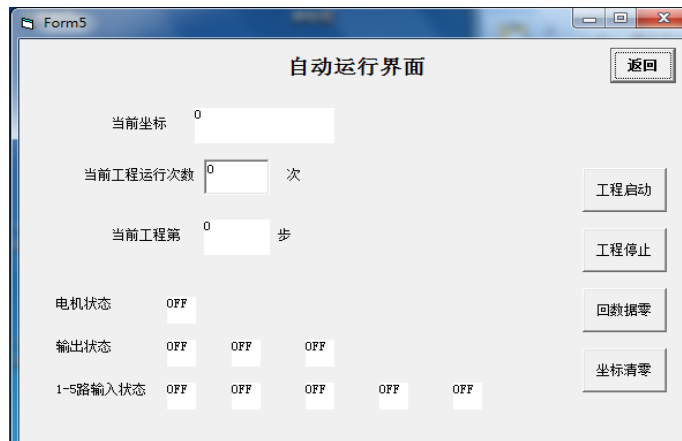 Form5
自动运行界面
返回
当前坐标 0
当前工程运行次数 0 次
工程启动
当前工程第 0 步
工程停止
电机状态 OFF
回数据零
输出状态 OFF OFF OFF
坐标清零
1-5路输入状态 OFF OFF OFF OFF OFF